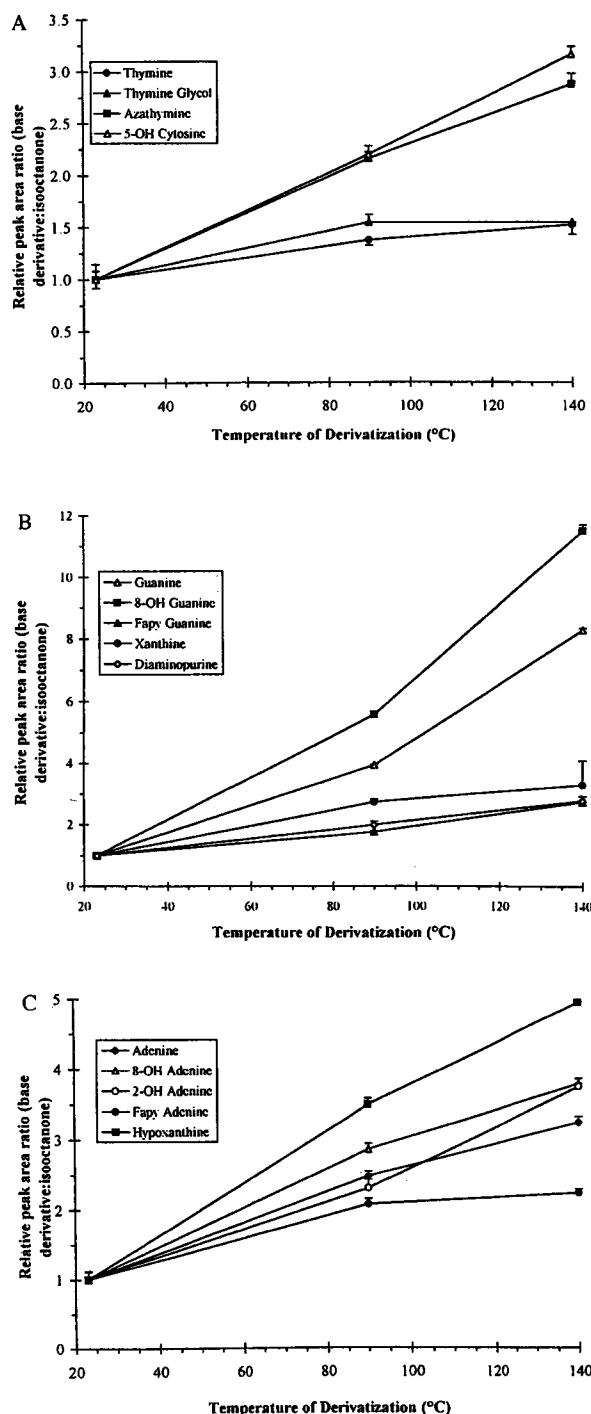 A
Relative peak area ratio (base
derivative:isooctanone)
3.5
3.0
2.5
2.0
1.5
1.0
0.5
0.0
Thymine
Thymine Glycol
Azathymine
5-OH Cytosine
20 40 60 80 100 120 140
Temperature of Derivatization (°C)
B
Relative peak area ratio (base
derivative:isooctanone)
12
10
8
6
4
2
0
Guanine
8-OH Guanine
Fapy Guanine
Xanthine
Diaminopurine
20 40 60 80 100 120 140
Temperature of Derivatization (°C)
C
Relative peak area ratio (base
derivative:isooctanone)
5
4
3
2
1
0
Adenine
8-OH Adenine
2-OH Adenine
Fapy Adenine
Hypoxanthine
20 40 60 80 100 120 140
Temperature of Derivatization (°C)